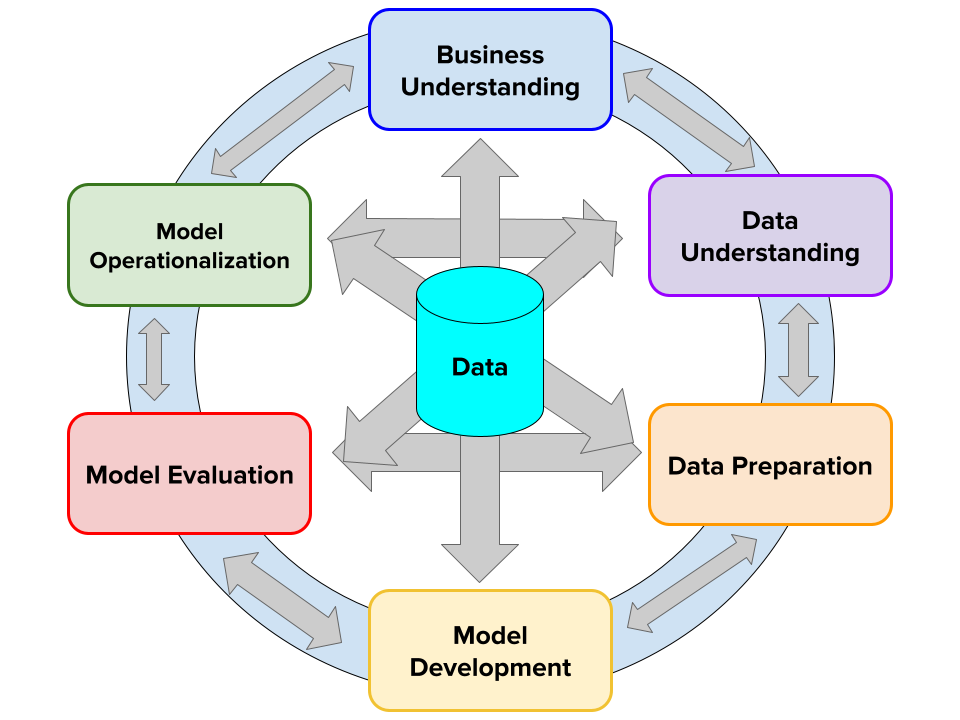 Business
Understanding
Data
Understanding
Data Preparation
Model
Development
Model Evaluation
Model
Operationalization
Data